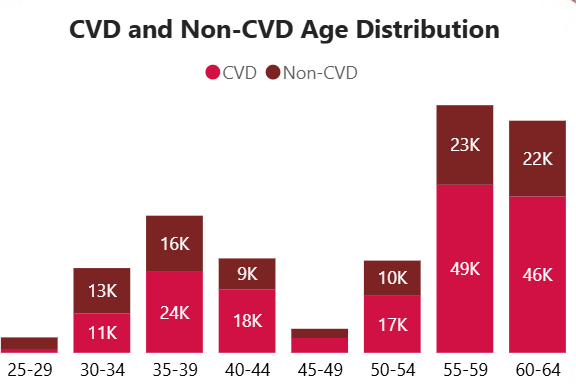 CVD and Non-CVD Age Distribution
CVD Non-CVD
23K
22K
16K
13K
9K
10K
49K
46K
24K
18K
17K
11K
25-29 30-34 35-39 40-44 45-49 50-54 55-59 60-64